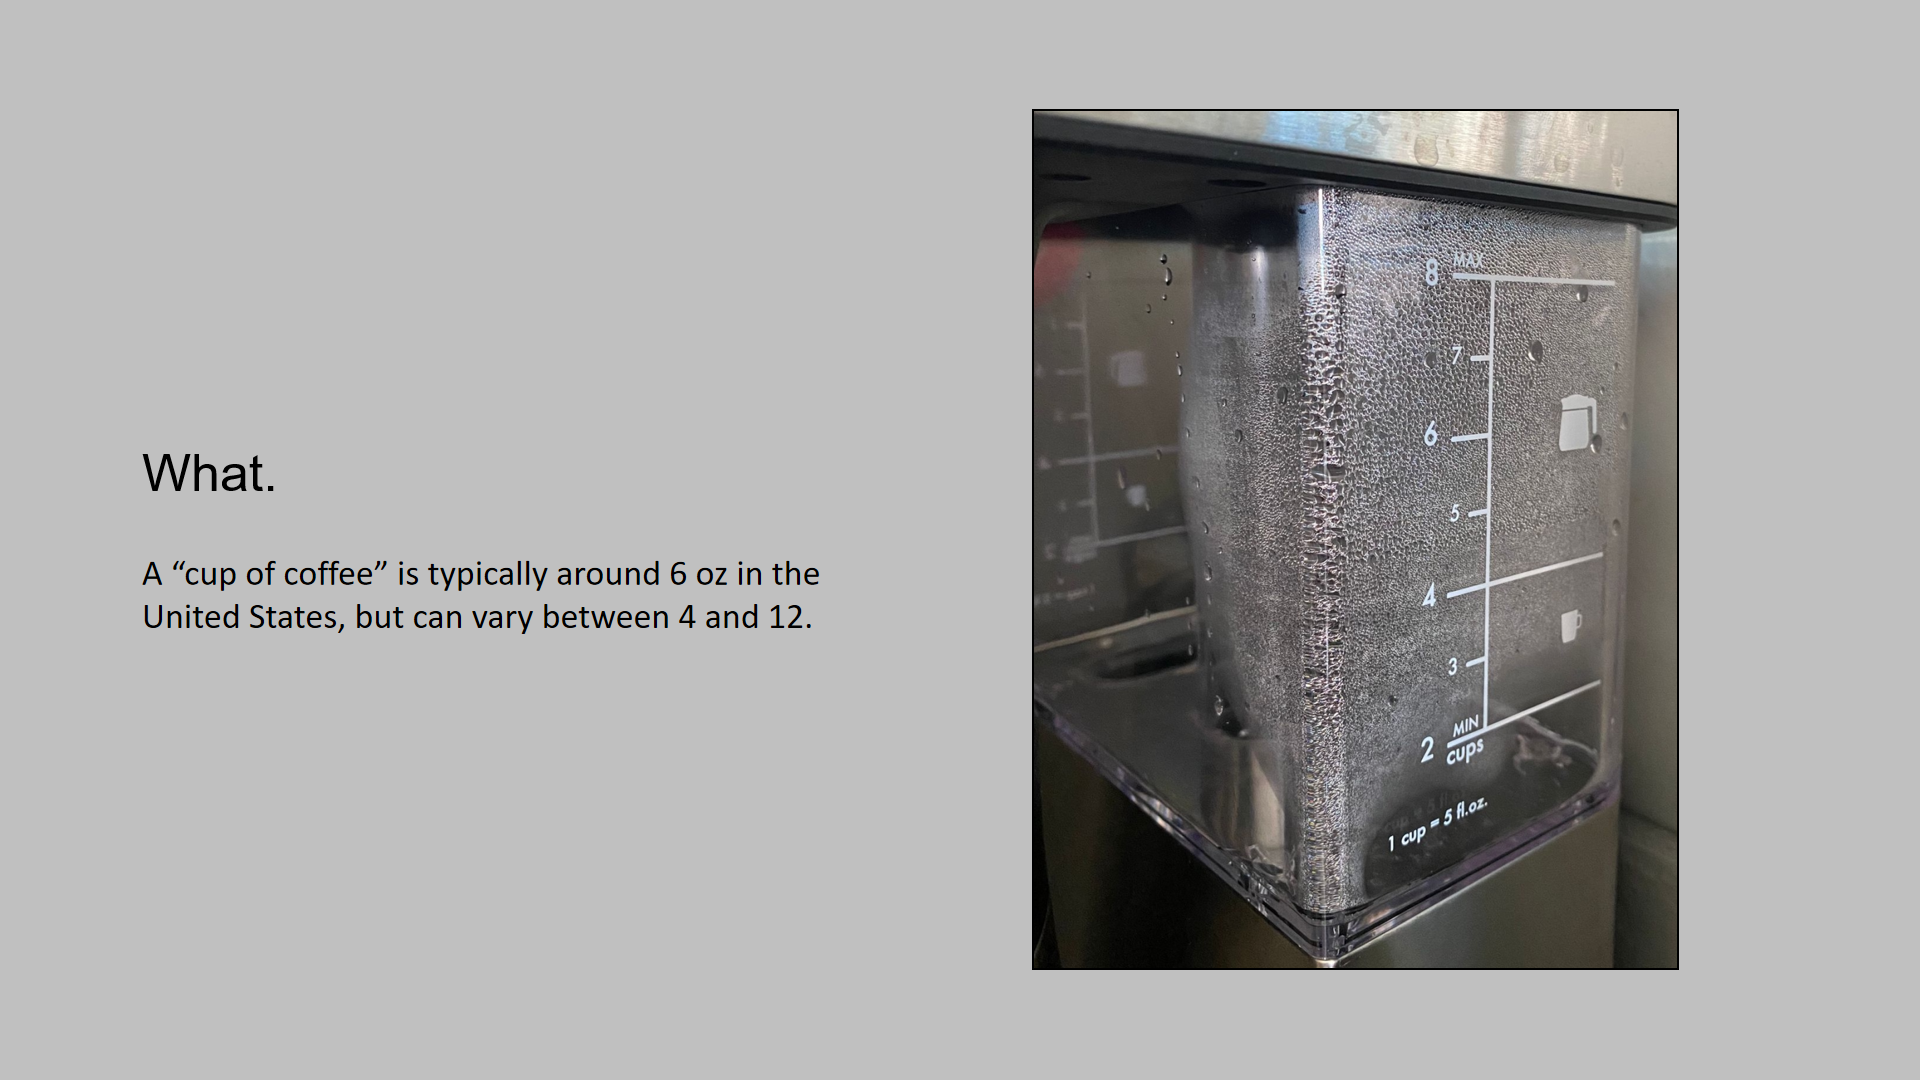 What.
A “cup of coffee” is typically around 6 oz in the
United States, but can vary between 4 and 12.
8 MAX
7
6
5
4
3
MIN
2 cups
1 cup = 5 fl.oz.